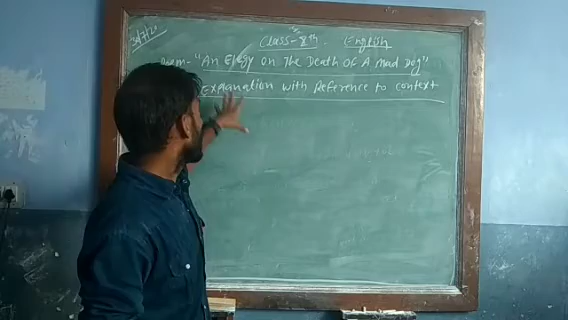 Class-8th English
Poem- "An Elegy on The Death of A mad Dog"
Explanation with Reference to context